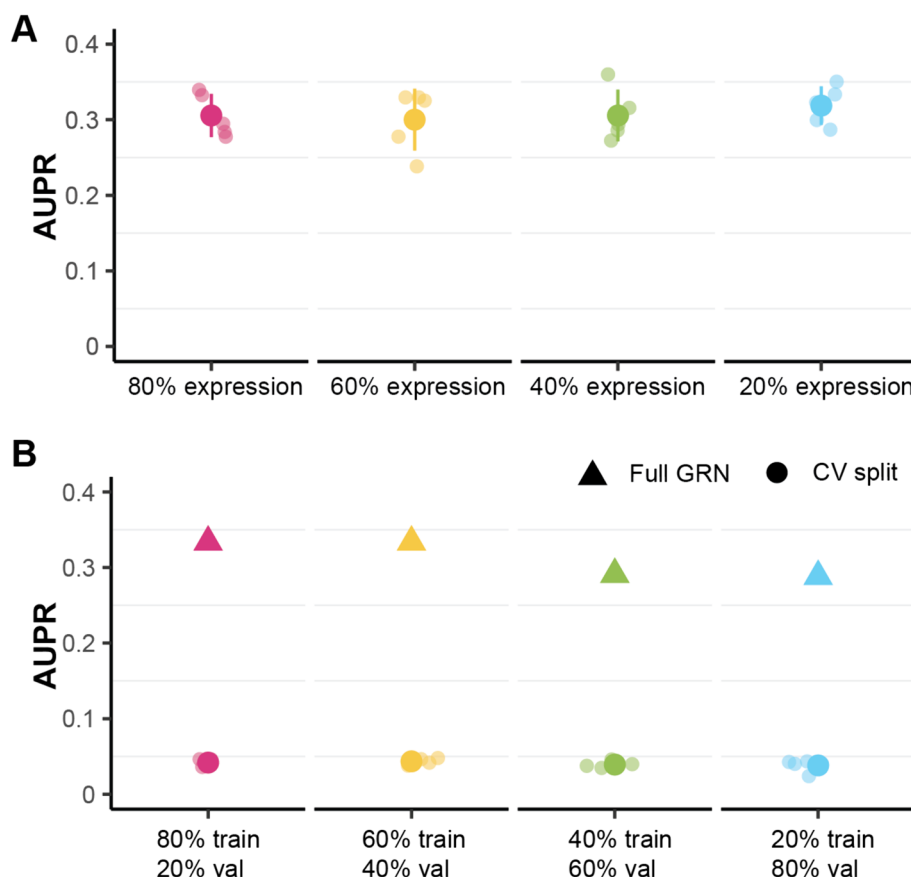 A
AUPR
0.4
0.3
0.2
0.1
0
80% expression 60% expression 40% expression 20% expression
B
Full GRN CV split
AUPR
0.4
0.3
0.2
0.1
0
80% train 60% train 40% train 20% train
20% val 40% val 60% val 80% val